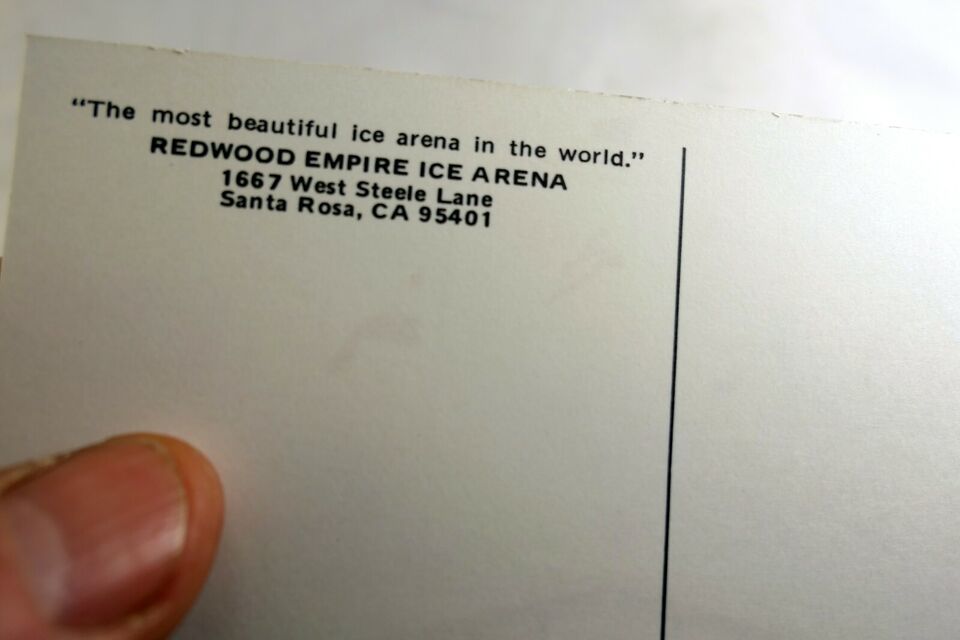 “The most beautiful ice arena in the world.”
REDWOOD EMPIRE ICE ARENA
1667 West Steele Lane
Santa Rosa, CA 95401